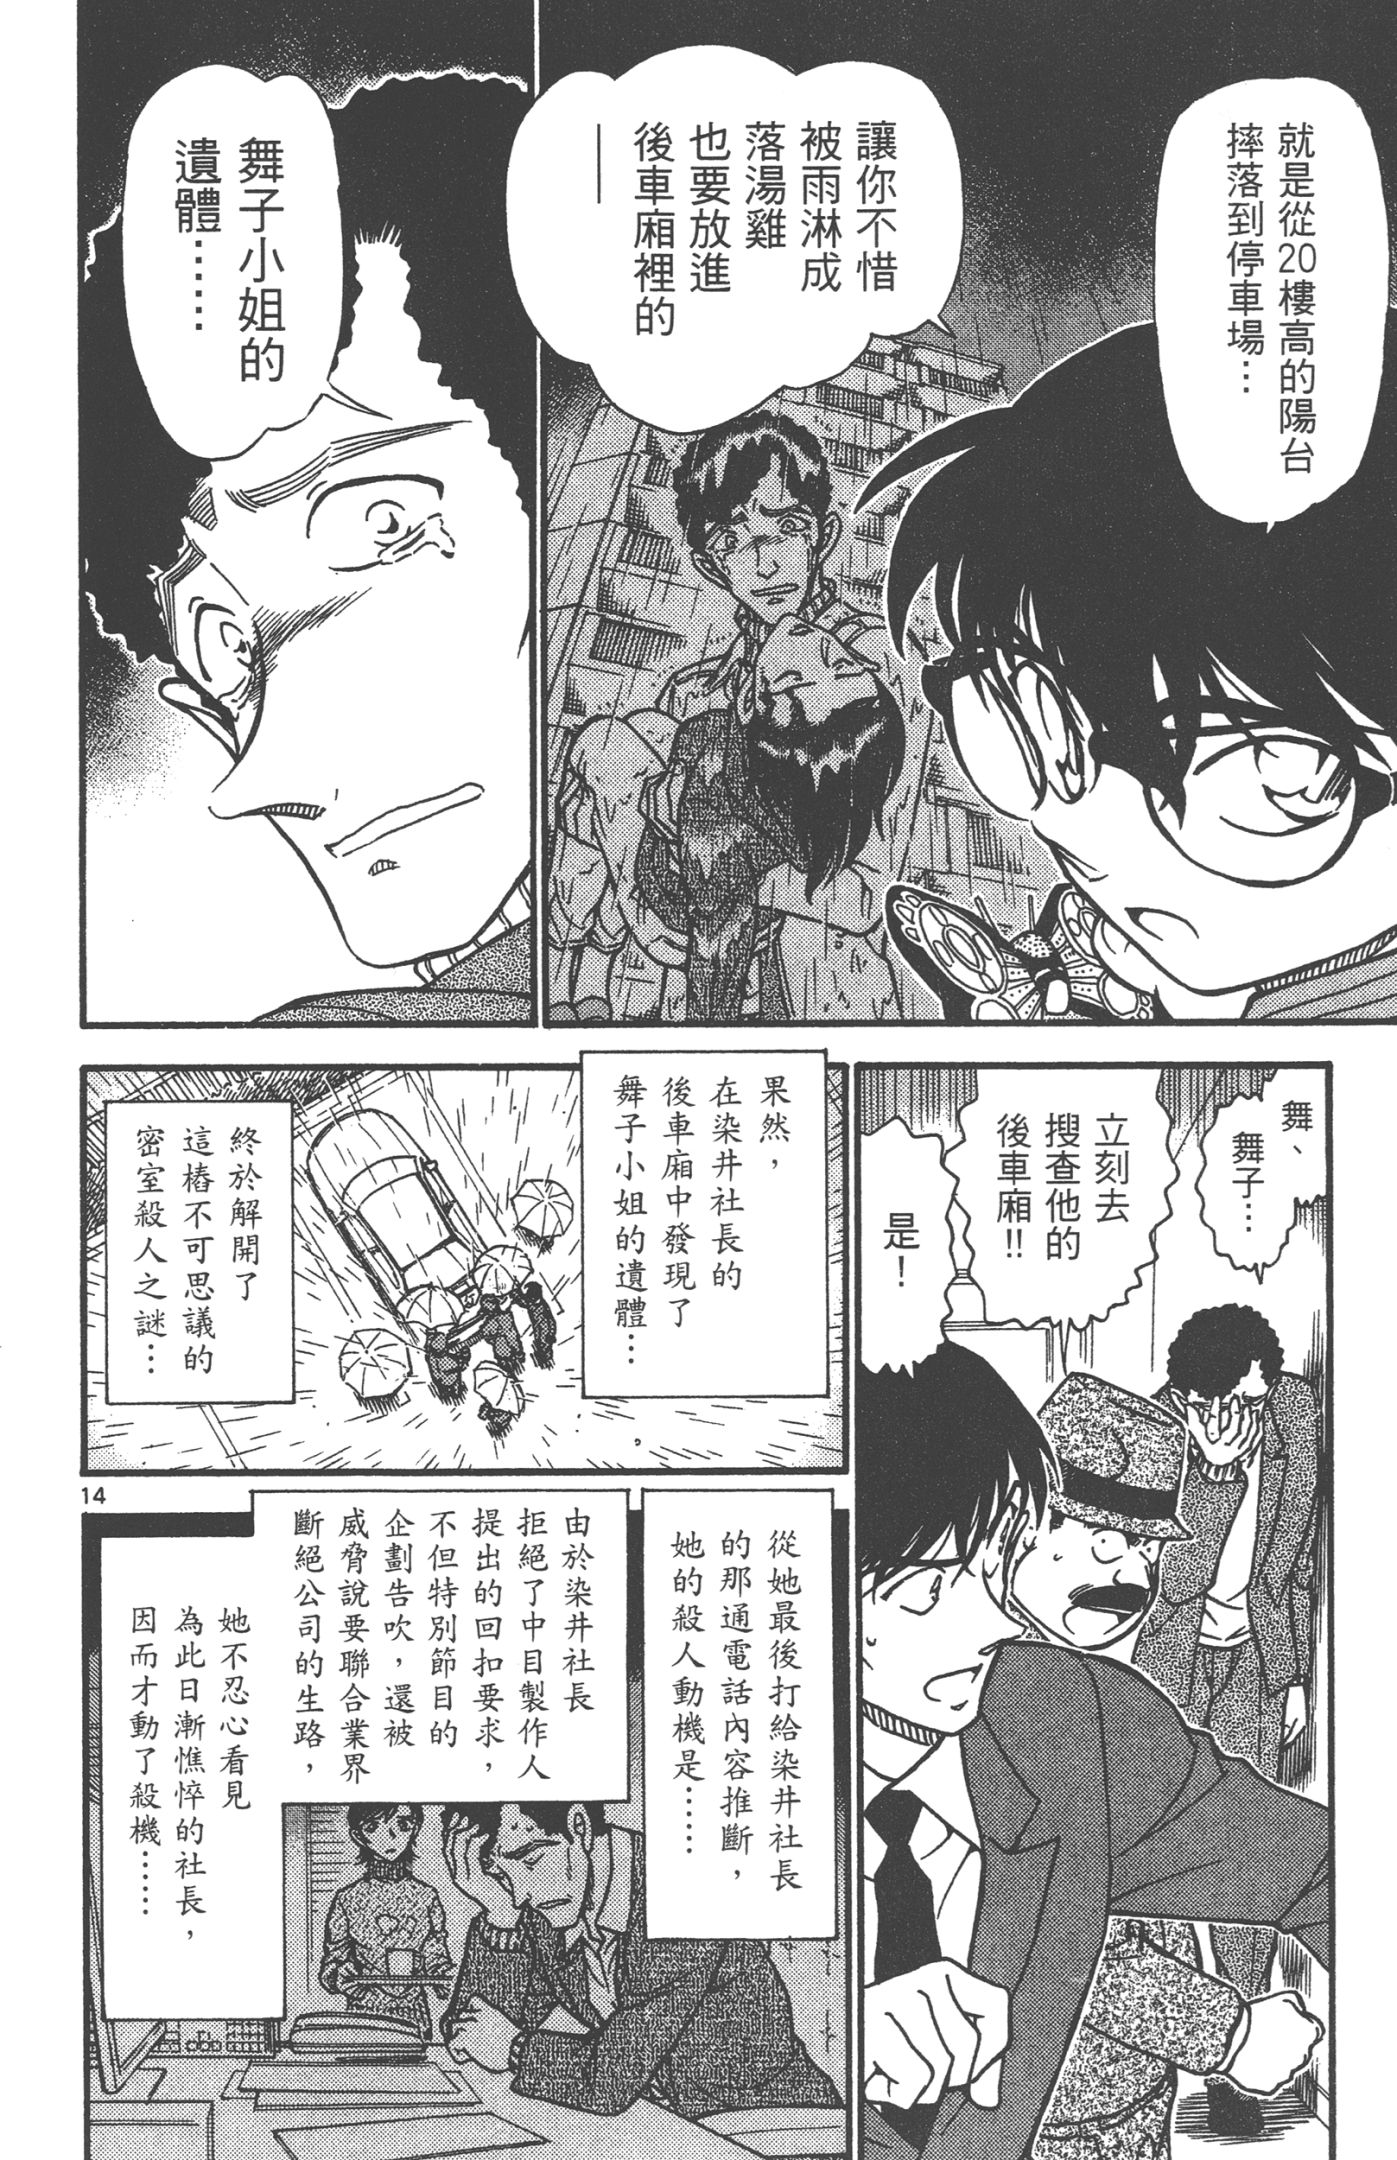 就是從20樓高的陽台
摔落到停車場…
讓你不惜
被雨淋成
落湯雞
也要放進
後車廂裡的
——
舞子小姐的
遺體……
舞、
舞子…
立刻去
搜查他的
後車廂!!
是！
果然，
在染井社長的
後車廂中發現了
舞子小姐的遺體…
終於解開了
這樁不可思議的
密室殺人之謎…
從她最後打給染井社長
的那通電話內容推斷，
她的殺人動機是……
由於染井社長
拒絕了中目製作人
提出的回扣要求，
不但特別節目的
企劃告吹，還被
威脅說要聯合業界
斷絕公司的生路，
她不忍心看見
為此日漸憔悴的社長，
因而才動了殺機……
14